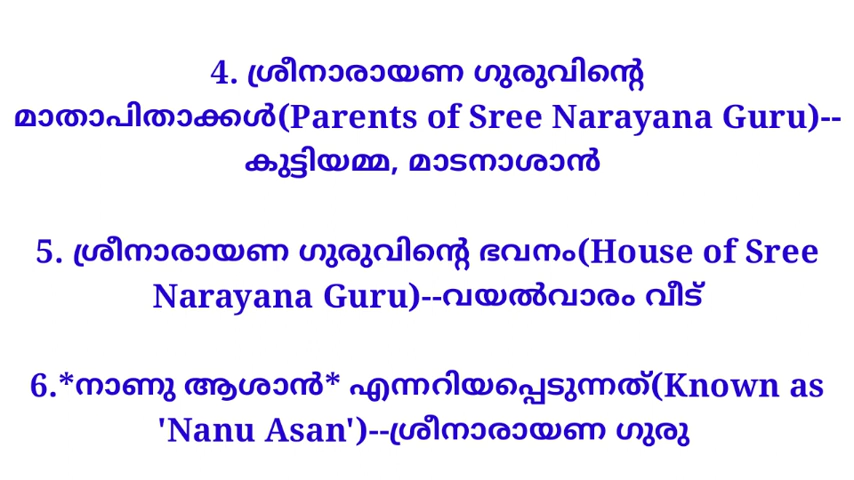 4. ശ്രീനാരായണ ഗുരുവിന്റെ
മാതാപിതാക്കൾ(Parents of Sree Narayana Guru)--
കുട്ടിയമ്മ, മാടനാശാൻ
5. ശ്രീനാരായണ ഗുരുവിന്റെ ഭവനം(House of Sree
Narayana Guru)--വയൽവാരം വീട്
6.*നാണു ആശാൻ* എന്നറിയപ്പെടുന്നത്(Known as
'Nanu Asan')--ശ്രീനാരായണ ഗുരു